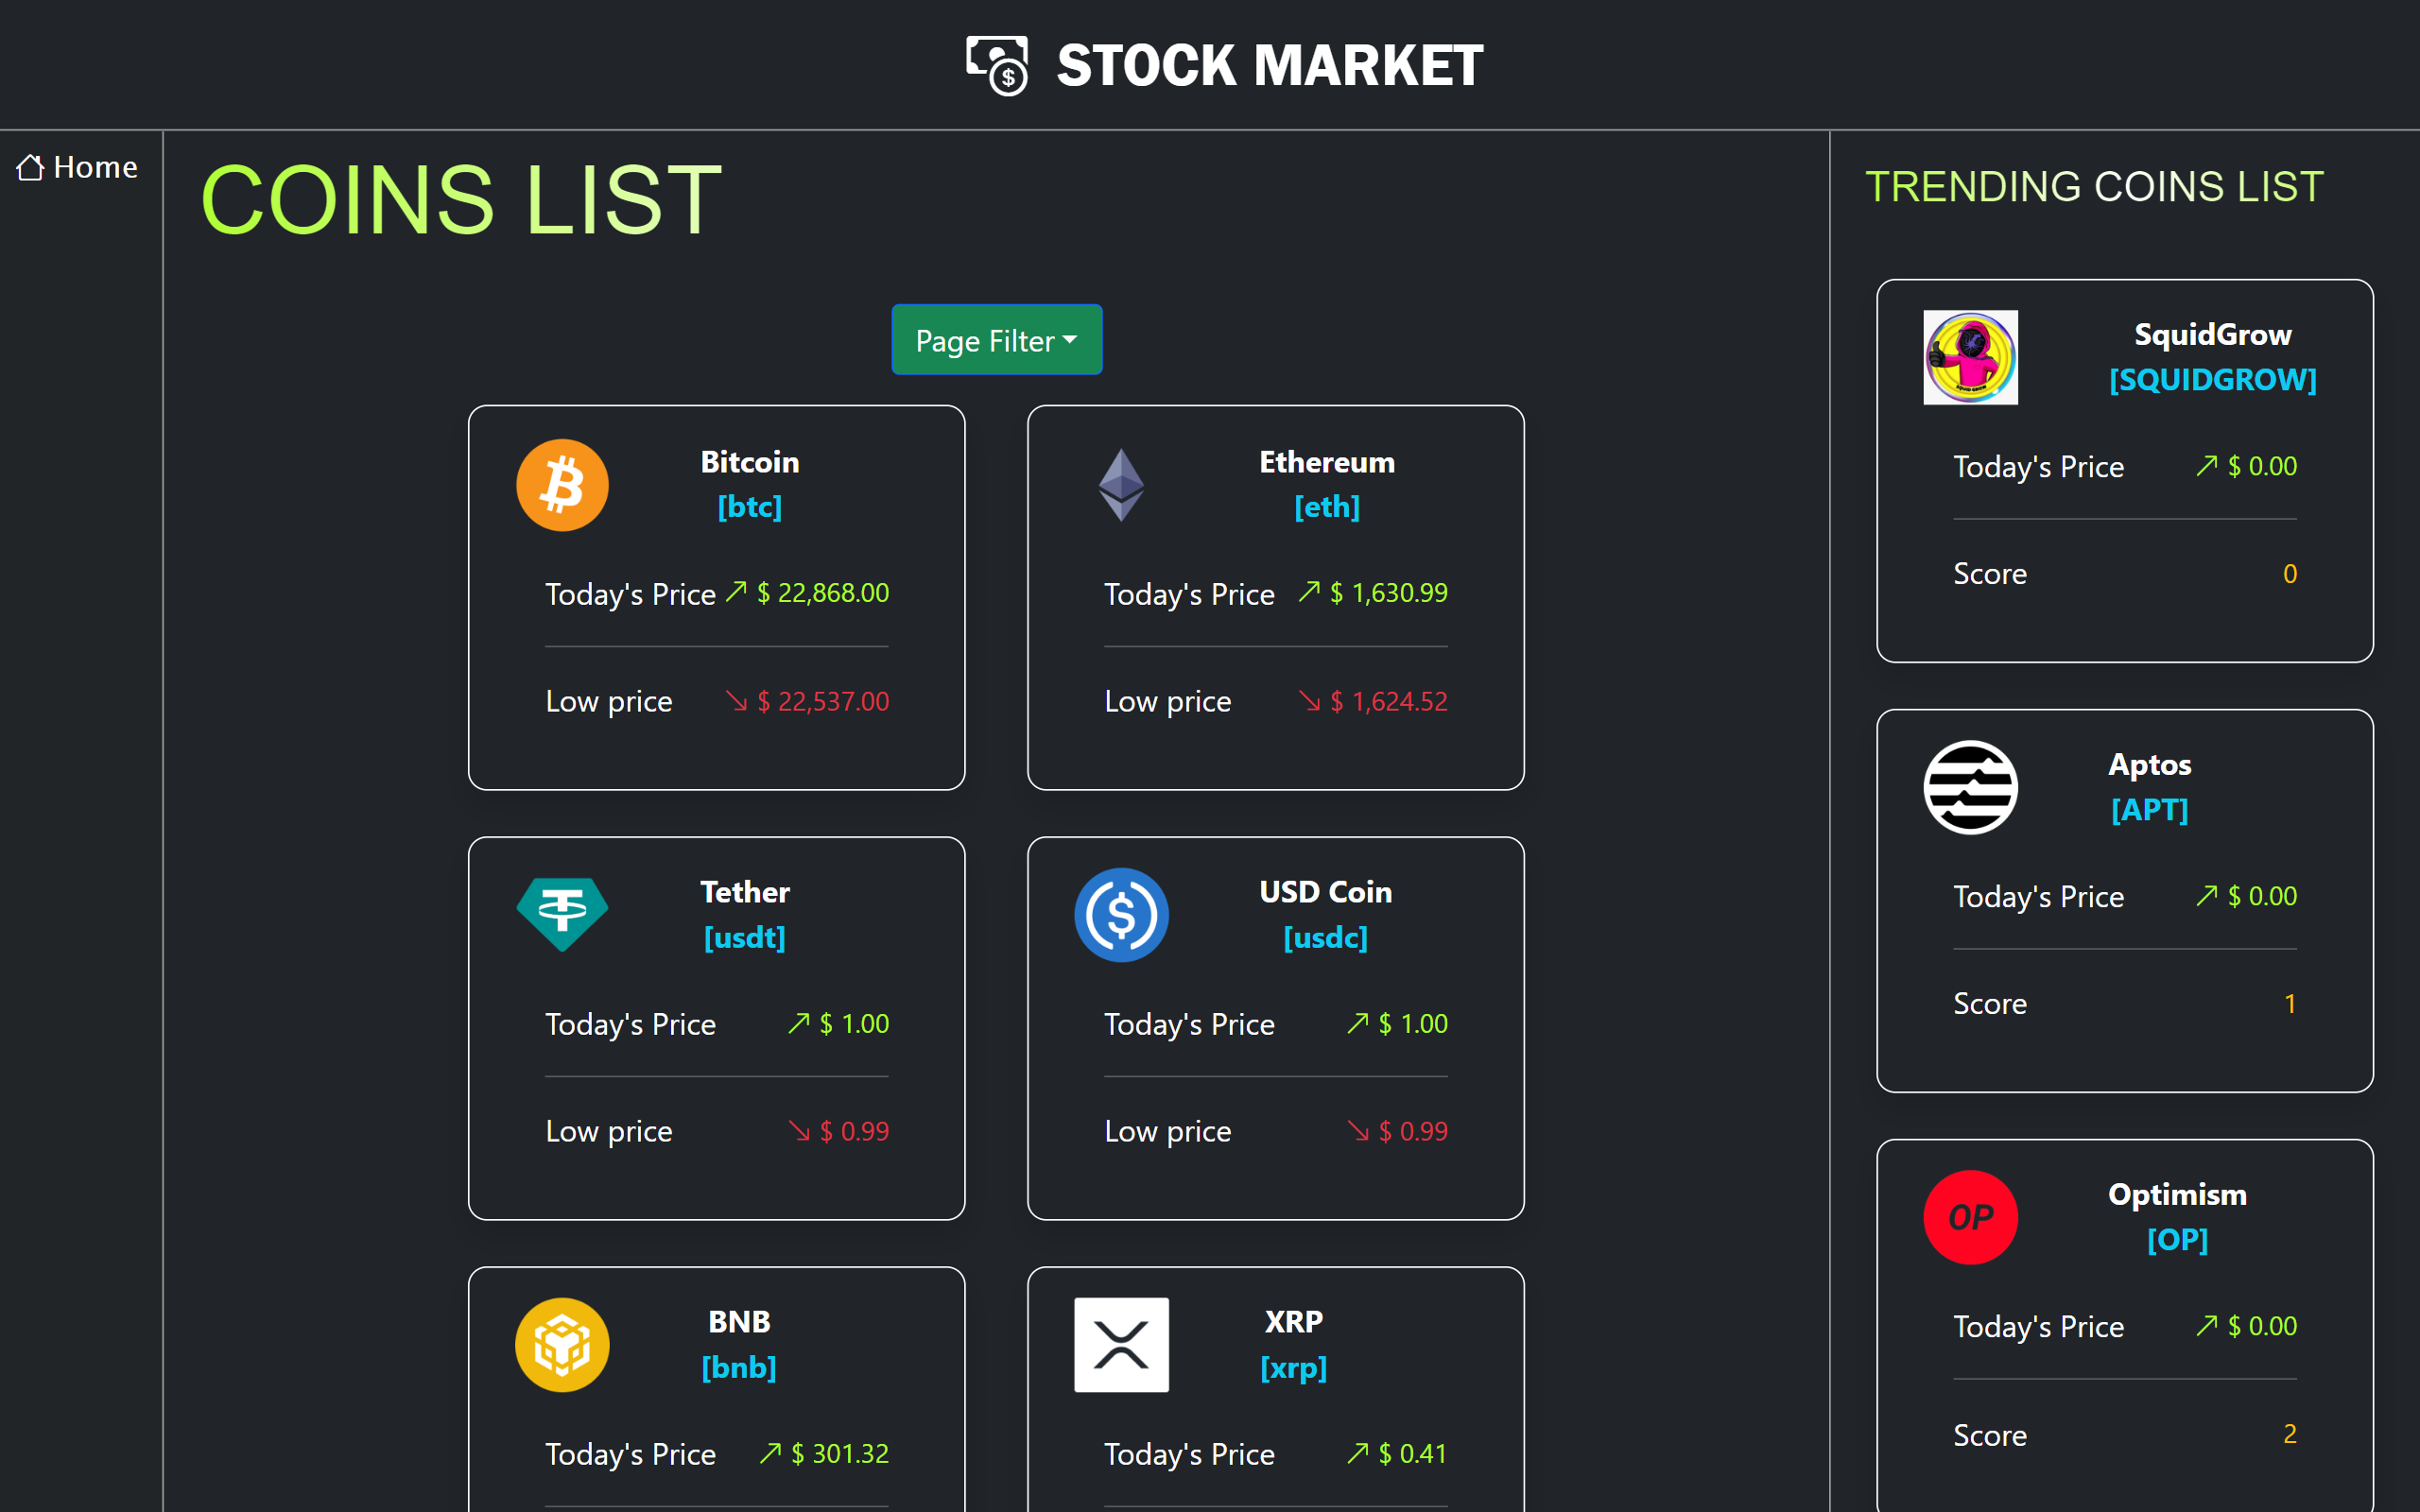 STOCK MARKET
Home
COINS LIST
Page Filter
Bitcoin
[btc]
Today's Price $ 22,868.00
Low price $ 22,537.00
Ethereum
[eth]
Today's Price $ 1,630.99
Low price $ 1,624.52
Tether
[usdt]
Today's Price $ 1.00
Low price $ 0.99
USD Coin
[usdc]
Today's Price $ 1.00
Low price $ 0.99
BNB
[bnb]
Today's Price $ 301.32
XRP
[xrp]
Today's Price $ 0.41
TRENDING COINS LIST
SquidGrow
[SQUIDGROW]
Today's Price $ 0.00
Score 0
Aptos
[APT]
Today's Price $ 0.00
Score 1
OP
Optimism
[OP]
Today's Price $ 0.00
Score 2